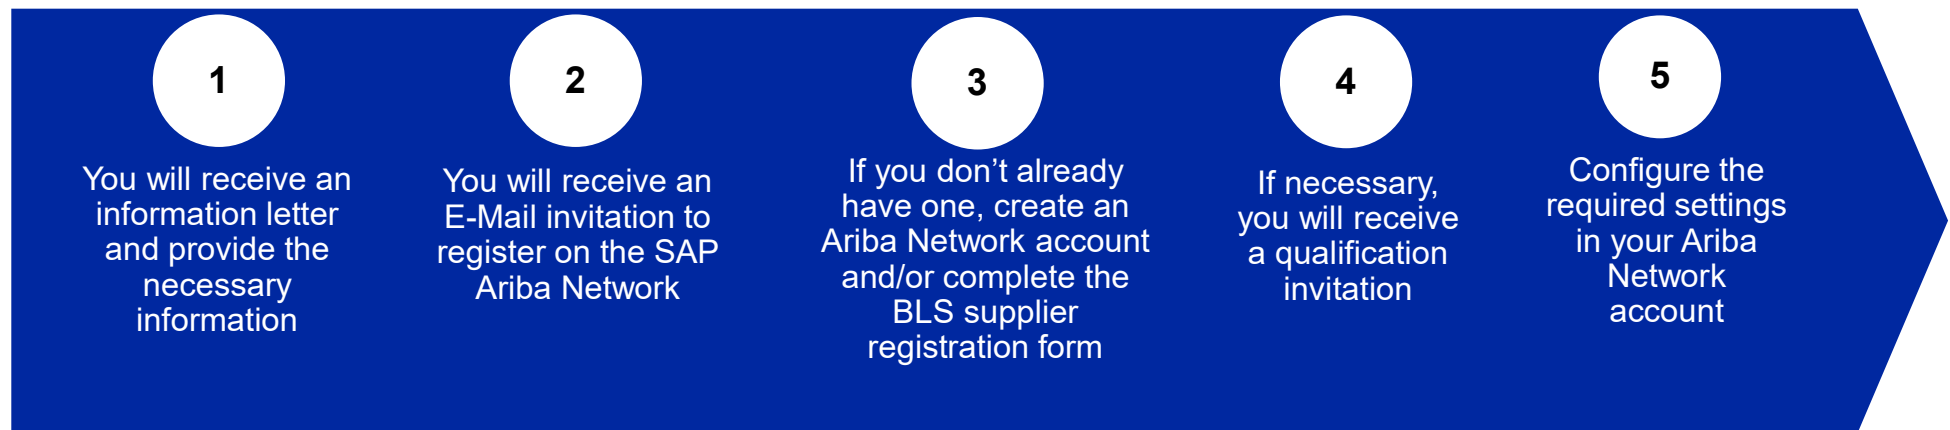 1
You will receive an
information letter
and provide the
necessary
information
2
You will receive an
E-Mail invitation to
register on the SAP
Ariba Network
3
If you don’t already
have one, create an
Ariba Network account
and/or complete the
BLS supplier
registration form
4
If necessary,
you will receive
a qualification
invitation
5
Configure the
required settings
in your Ariba
Network
account